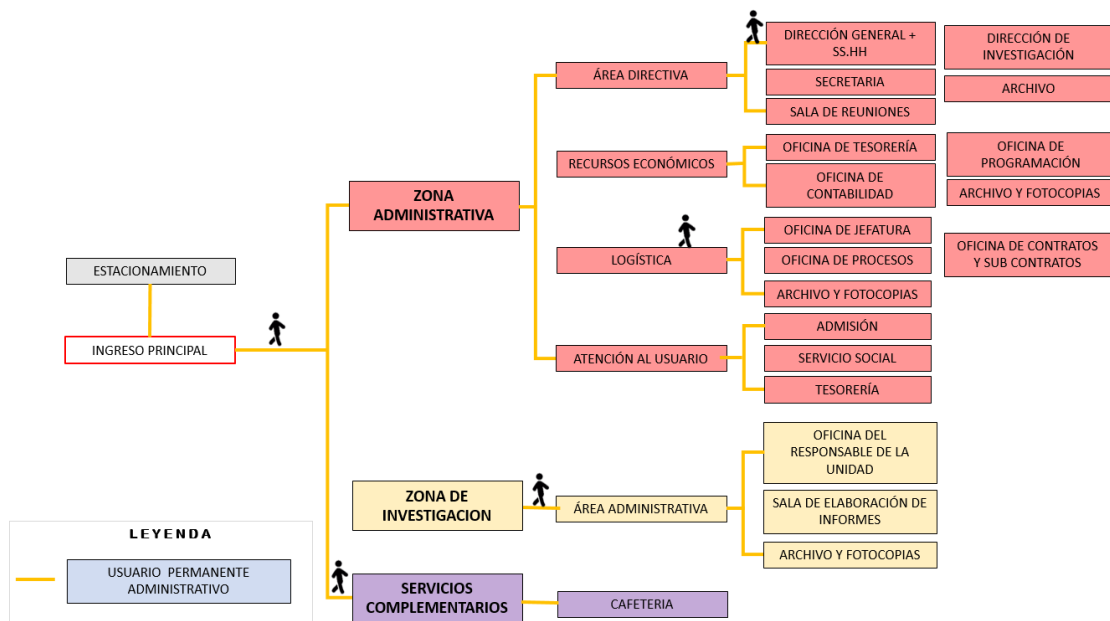 DIRECCIÓN GENERAL +
SS.HH
DIRECCIÓN DE
INVESTIGACIÓN
ÁREA DIRECTIVA
SECRETARIA
ARCHIVO
SALA DE REUNIONES
RECURSOS ECONÓMICOS
OFICINA DE TESORERÍA
OFICINA DE
PROGRAMACIÓN
OFICINA DE
CONTABILIDAD
ARCHIVO Y FOTOCOPIAS
ZONA
ADMINISTRATIVA
LOGÍSTICA
OFICINA DE JEFATURA
OFICINA DE PROCESOS
OFICINA DE CONTRATOS
Y SUB CONTRATOS
ARCHIVO Y FOTOCOPIAS
ESTACIONAMIENTO
INGRESO PRINCIPAL
ATENCIÓN AL USUARIO
ADMISIÓN
SERVICIO SOCIAL
TESORERÍA
ZONA DE
INVESTIGACION
ÁREA ADMINISTRATIVA
OFICINA DEL
RESPONSABLE DE LA
UNIDAD
SALA DE ELABORACIÓN DE
INFORMES
ARCHIVO Y FOTOCOPIAS
SERVICIOS
COMPLEMENTARIOS
CAFETERIA
LEYENDA
USUARIO PERMANENTE
ADMINISTRATIVO